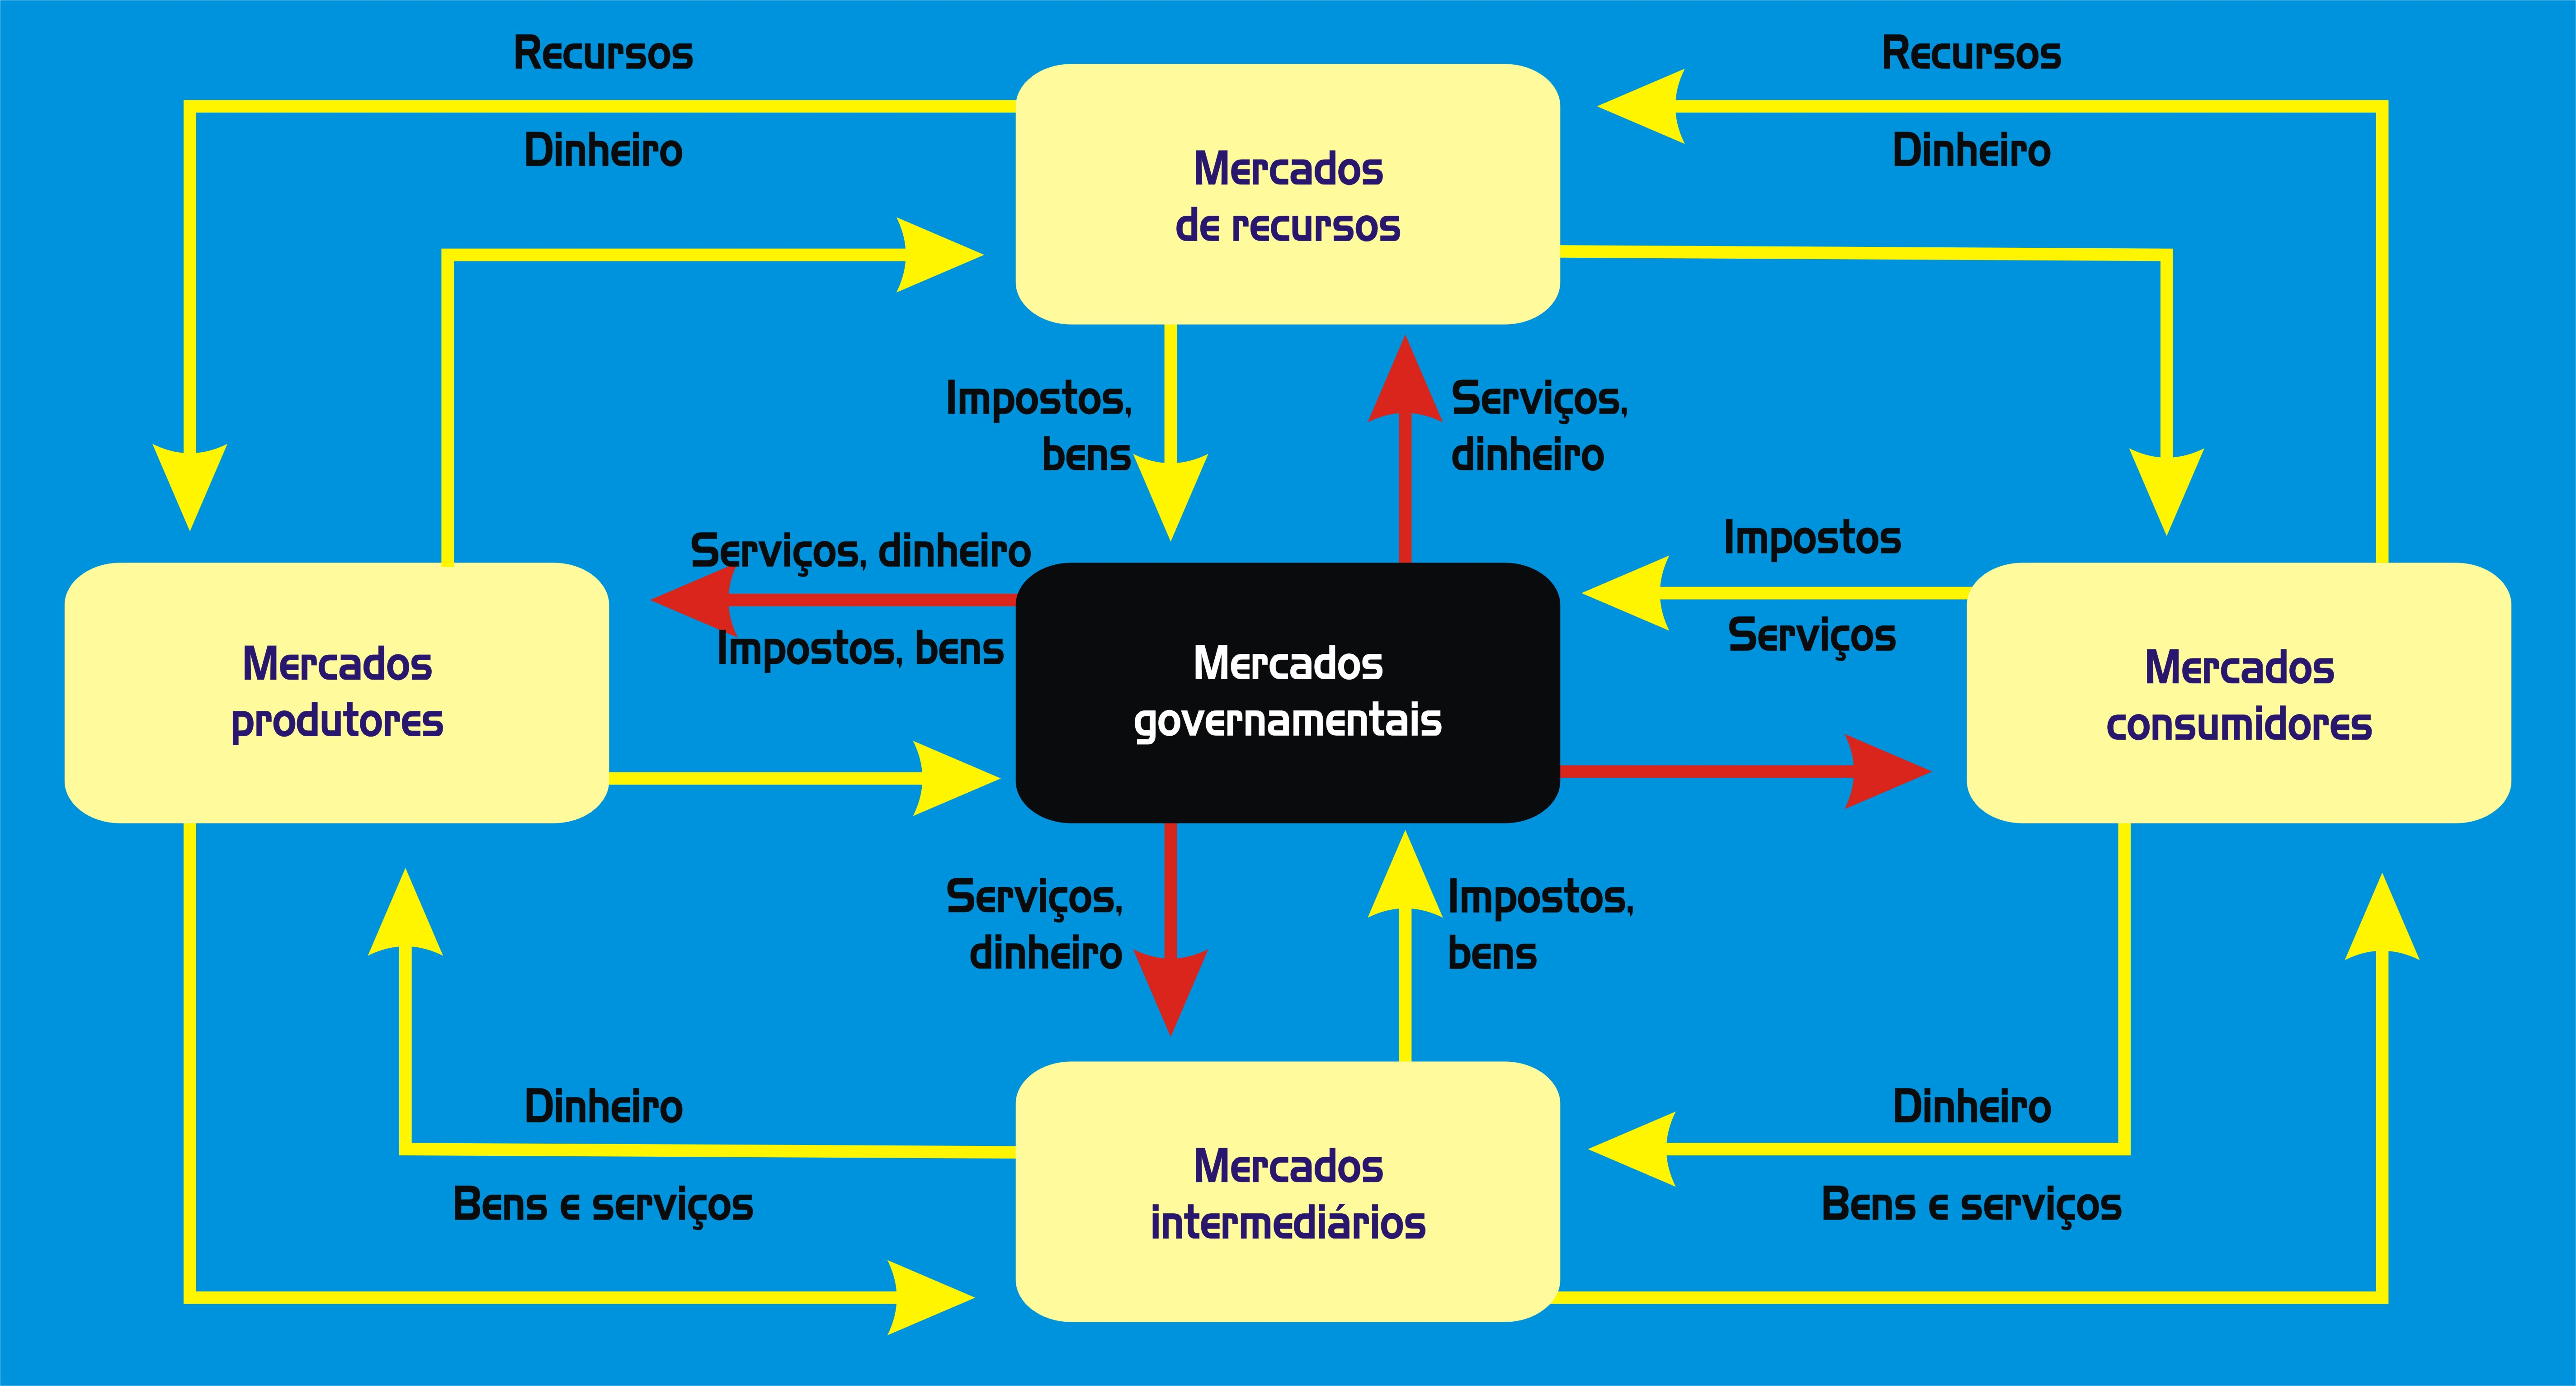 Recursos
Recursos
Dinheiro
Dinheiro
Mercados
de recursos
Impostos,
bens
Serviços,
dinheiro
Serviços, dinheiro
Impostos, bens
Impostos
Serviços
Mercados
produtores
Mercados
governamentais
Mercados
consumidores
Serviços,
dinheiro
Impostos,
bens
Dinheiro
Bens e serviços
Dinheiro
Bens e serviços
Mercados
intermediários